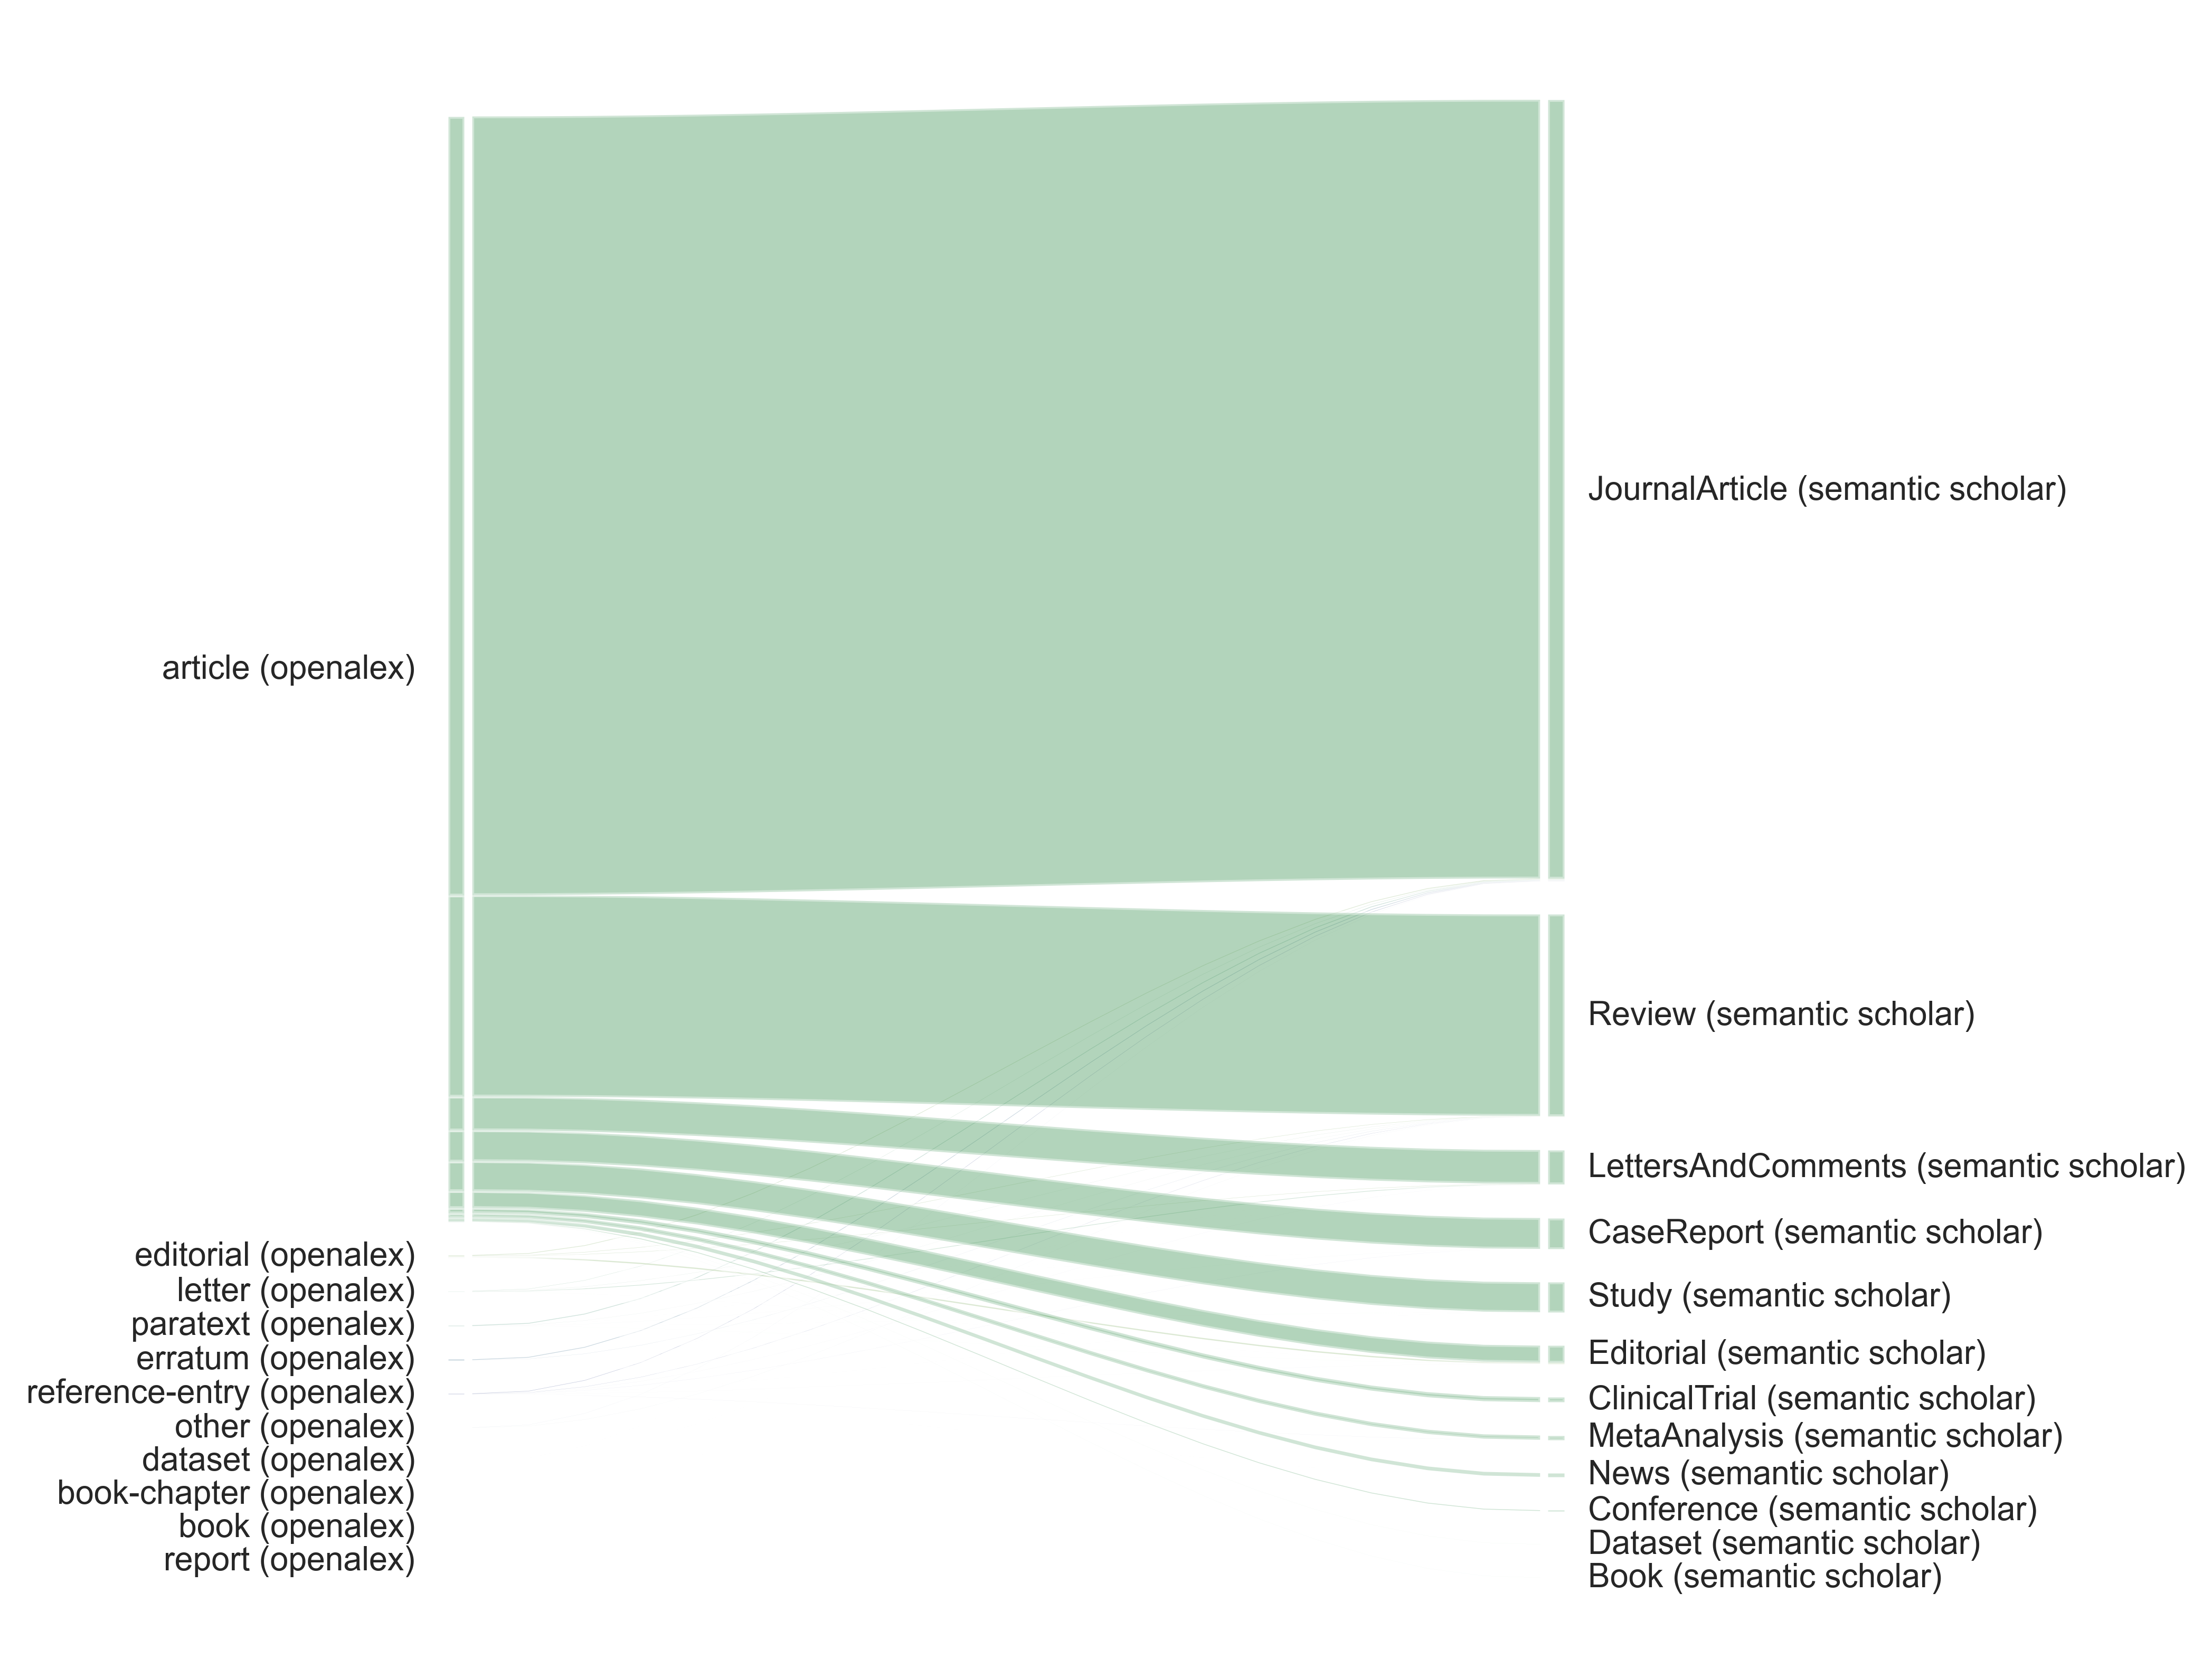 article (openalex)
editorial (openalex)
letter (openalex)
paratext (openalex)
erratum (openalex)
reference-entry (openalex)
other (openalex)
dataset (openalex)
book-chapter (openalex)
book (openalex)
report (openalex)
JournalArticle (semantic scholar)
Review (semantic scholar)
LettersAndComments (semantic scholar)
CaseReport (semantic scholar)
Study (semantic scholar)
Editorial (semantic scholar)
ClinicalTrial (semantic scholar)
MetaAnalysis (semantic scholar)
News (semantic scholar)
Conference (semantic scholar)
Dataset (semantic scholar)
Book (semantic scholar)